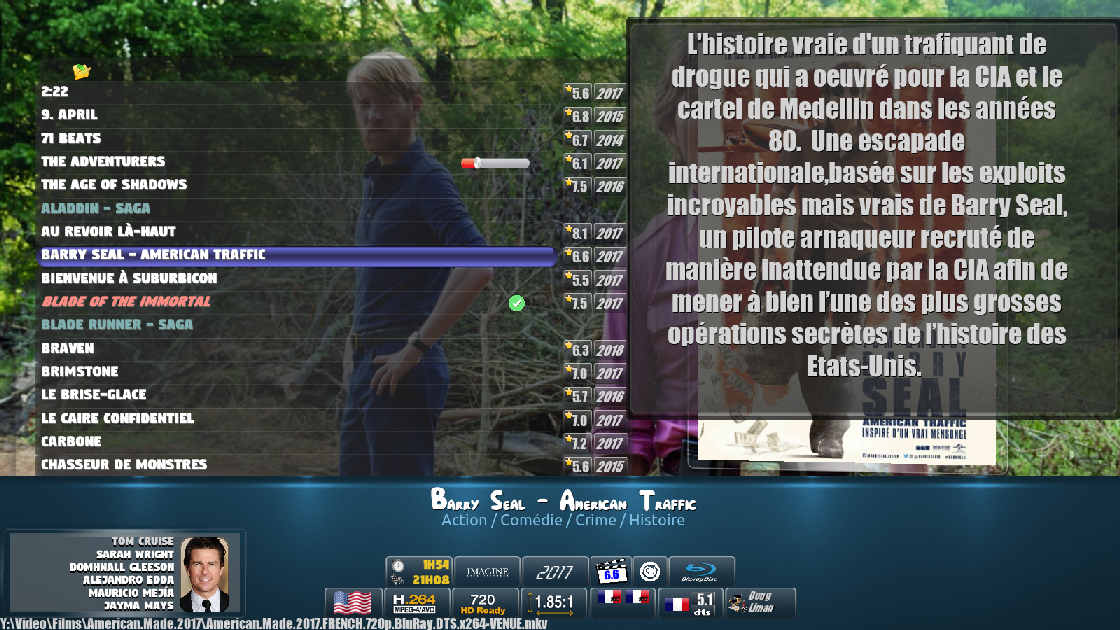 2:22 5.6 2017
9. APRIL 6.8 2015
71 BEATS 6.7 2014
THE ADVENTURERS 6.1 2017
THE AGE OF SHADOWS 7.5 2016
ALADDIN - SAGA
AU REVOIR LÀ-HAUT 8.1 2017
BARRY SEAL - AMERICAN TRAFFIC 6.6 2017
BIENVENUE À SUBURBICON 5.5 2017
BLADE OF THE IMMORTAL 7.5 2017
BLADE RUNNER - SAGA
BRAVEN 6.3 2018
BRIMSTONE 7.0 2017
LE BRISE-GLACE 5.7 2016
LE CAIRE CONFIDENTIEL 7.0 2017
CARBONE 7.2 2017
CHASSEUR DE MONSTRES 5.6 2015
L'histoire vraie d'un trafiquant de
drogue qui a oeuvré pour la CIA et le
cartel de Medellin dans les années
80. Une escapade
internationale,basée sur les exploits
incroyables mais vrais de Barry Seal,
un pilote arnaqueur recruté de
manière inattendue par la CIA afin de
mener à bien l'une des plus grosses
opérations secrètes de l'histoire des
Etats-Unis.
BARRY
SEAL
AMERICAN TRAFFIC
INSPIRÉ D'UN VRAI MENSONGE
Barry Seal - American Traffic
Action / Comédie / Crime / Histoire
TOM CRUISE
SARAH WRIGHT
DOMHNALL GLEESON
ALEJANDRO EDDA
MAURICIO MEJÍA
JAYMA MAYS
1H54
21H08
IMAGINE
2017
6.6
Blu-ray Disc
H.264
MPEG-4/AVC
720
HD Ready
1.85:1
5.1
dts
Doug
Liman
Y:\Video\Films\American.Made.2017\American.Made.2017.FRENCH.720p.BluRay.DTS.x264-VENUE.mkv